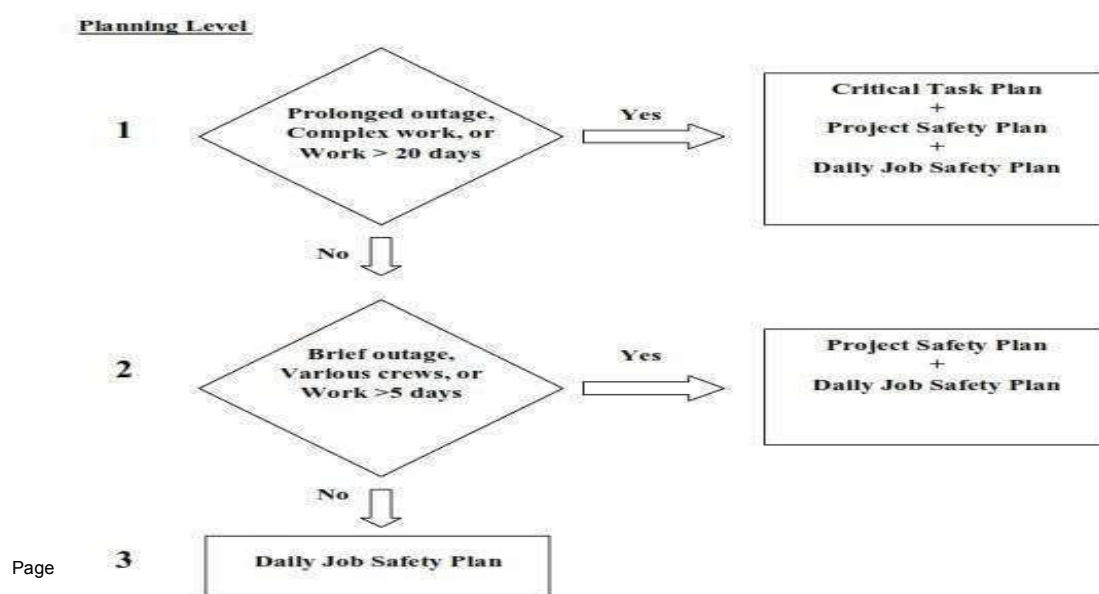 Planning Level
1
Prolonged outage,
Complex work, or
Work > 20 days
Yes
Critical Task Plan
+
Project Safety Plan
+
Daily Job Safety Plan
No
2
Brief outage,
Various crews, or
Work >5 days
Yes
Project Safety Plan
+
Daily Job Safety Plan
No
Page
3
Daily Job Safety Plan